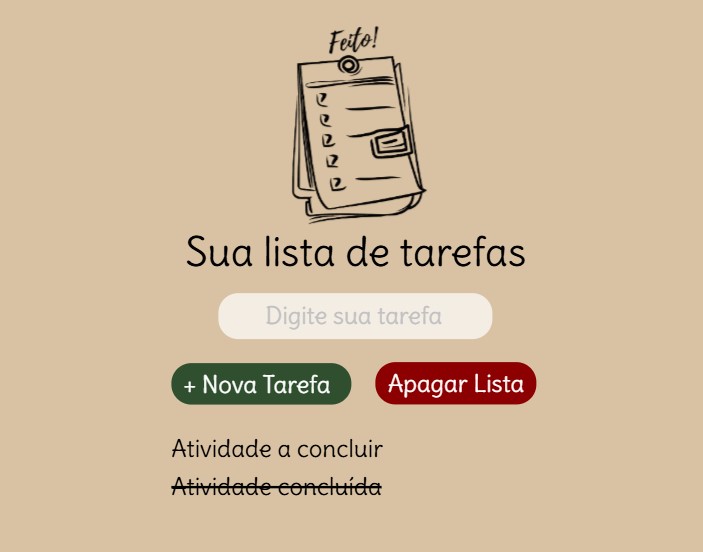 Feito!
Sua lista de tarefas
Digite sua tarefa
+ Nova Tarefa
Apagar Lista
Atividade a concluir
Atividade concluída